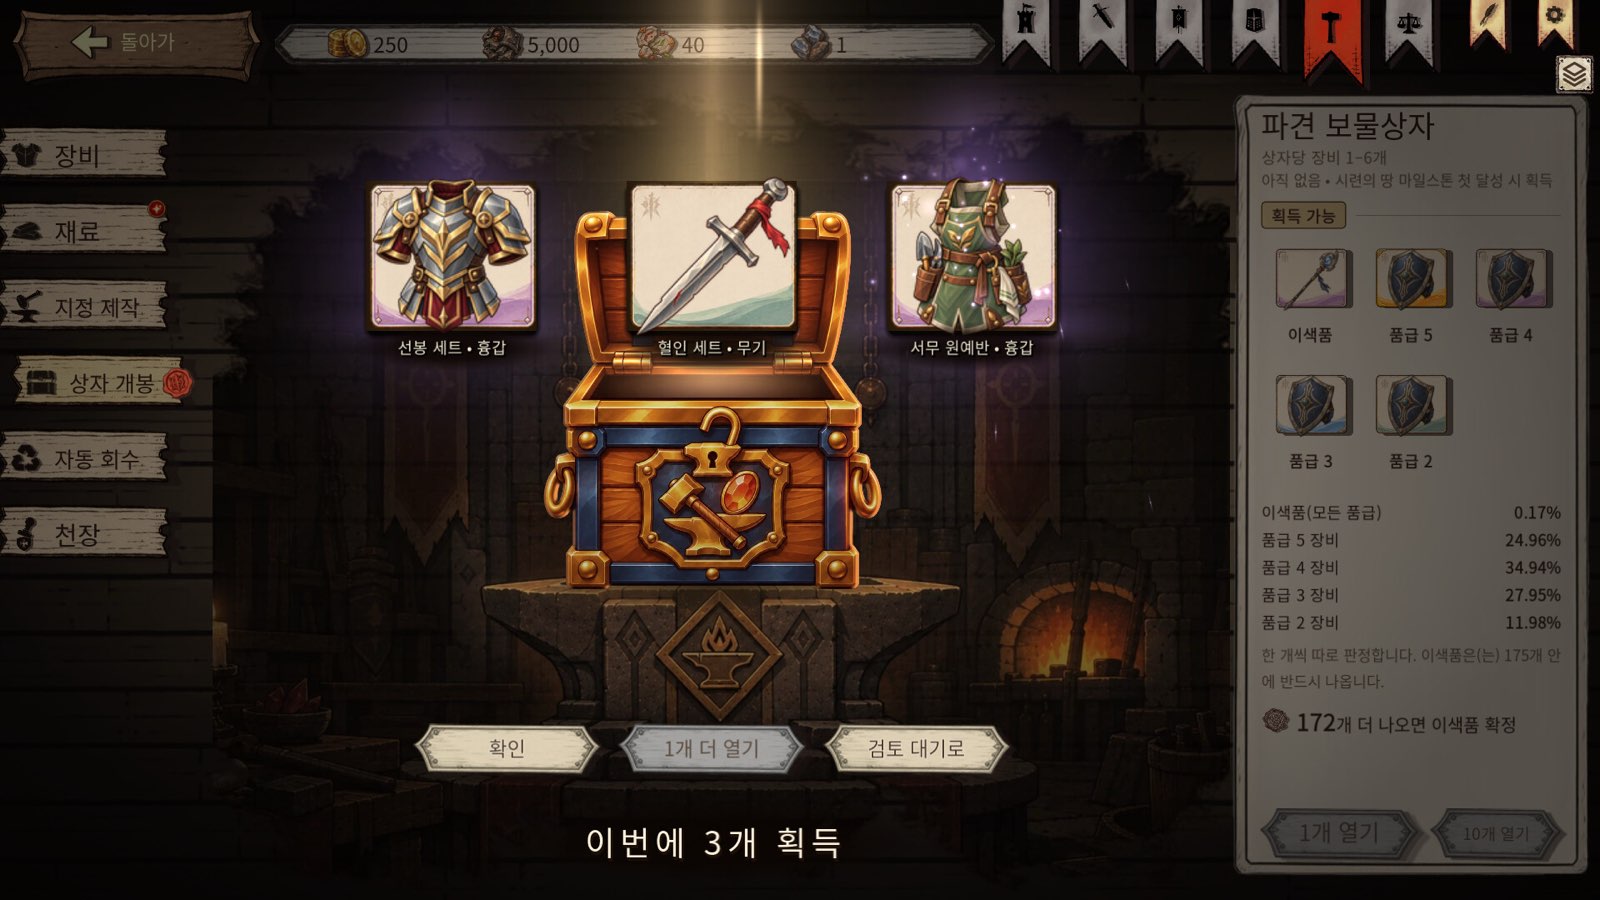 돌아가
250
5,000
40
1
장비
재료
지정 제작
상자 개봉
자동 회수
천장
선봉 세트 • 흉갑
혈인 세트 • 무기
서무 원예반 • 흉갑
확인
1개 더 열기
검토 대기로
이번에 3개 획득
파견 보물상자
상자당 장비 1-6개
아직 없음 • 시련의 땅 마일스톤 첫 달성 시 획득
획득 가능
이색품
품급 5
품급 4
품급 3
품급 2
이색품(모든 품급) 0.17%
품급 5 장비 24.96%
품급 4 장비 34.94%
품급 3 장비 27.95%
품급 2 장비 11.98%
한 개씩 따로 판정합니다. 이색품은(는) 175개 안
에 반드시 나옵니다.
172개 더 나오면 이색품 확정
1개 열기
10개 열기